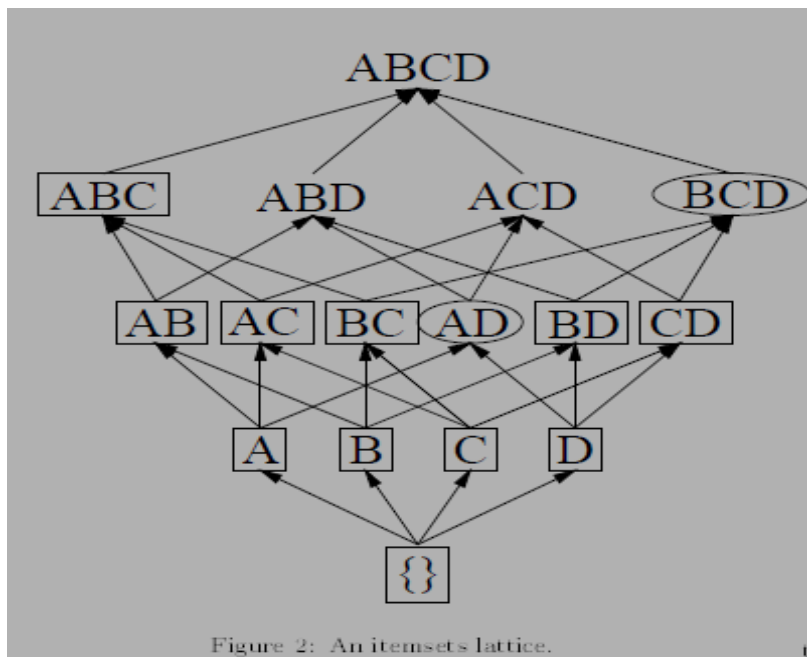 ABCD
ABC ABD ACD BCD
AB AC BC AD BD CD
A B C D
{}
Figure 2: An itemsets lattice.